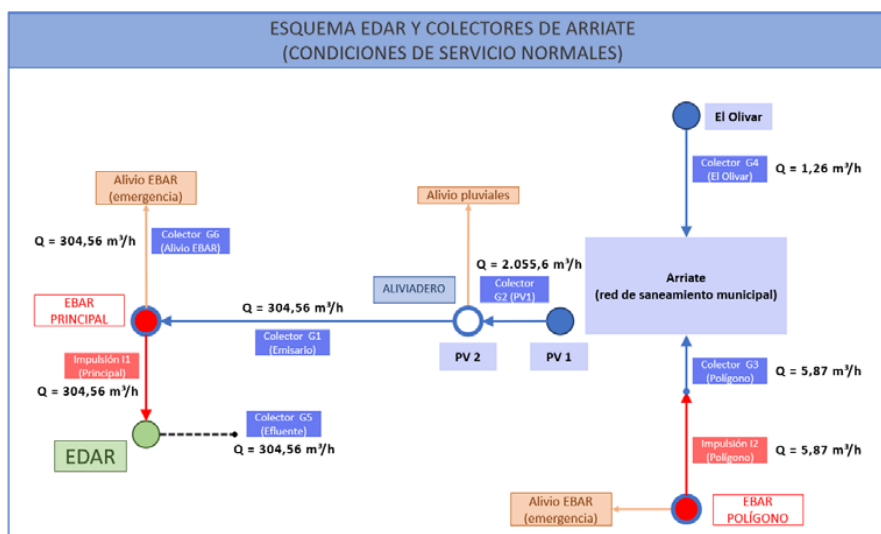 ESQUEMA EDAR Y COLECTORES DE ARRIATE
(CONDICIONES DE SERVICIO NORMALES)
El Olivar
Colector G4
(El Olivar)
Q = 1,26 m³/h
Alivio EBAR
(emergencia)
Alivio pluviales
Q = 304,56 m³/h
Colector G6
(Alivio EBAR)
Arriate
(red de saneamiento municipal)
Q = 2.055,6 m³/h
ALIVIADERO
Colector
G2 (PV1)
EBAR
PRINCIPAL
Q = 304,56 m³/h
Colector G1
(Emisario)
PV 2
PV 1
Impulsión I1
(Principal)
Q = 304,56 m³/h
Colector G3
(Polígono)
Q = 5,87 m³/h
EDAR
Colector G5
(Efluente)
Q = 304,56 m³/h
Impulsión I2
(Polígono)
Q = 5,87 m³/h
Alivio EBAR
(emergencia)
EBAR
POLÍGONO